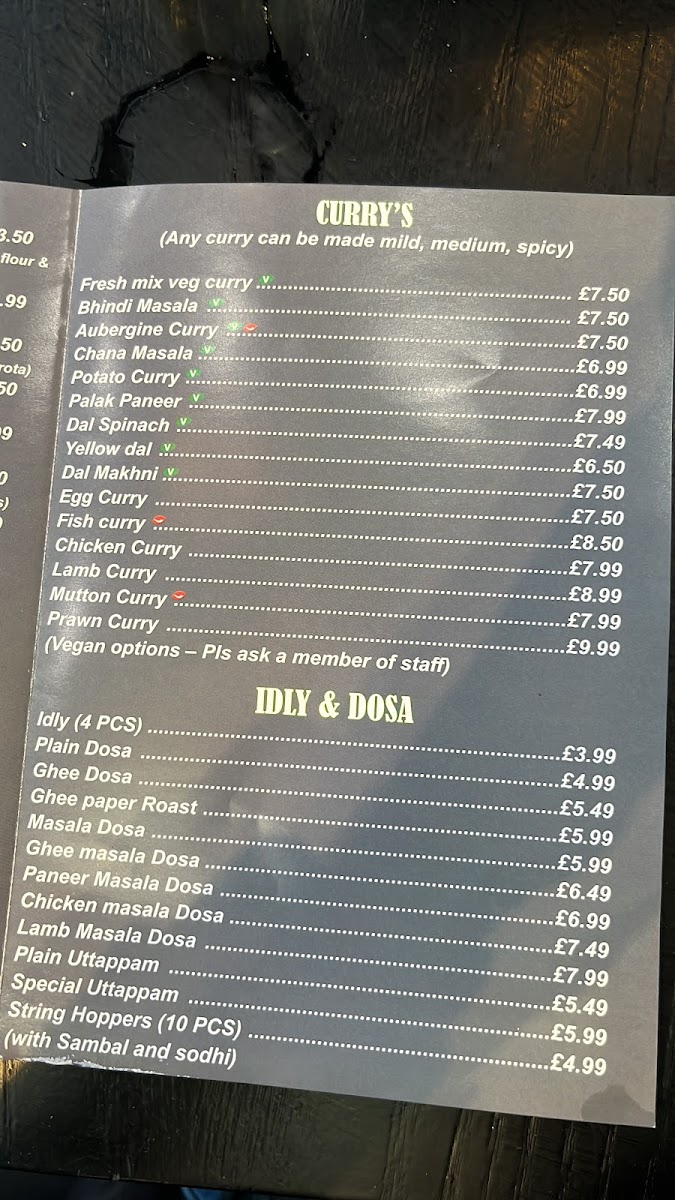 3.50
flour &
.99
50
rota)
50
99
0
s)
CURRY'S
(Any curry can be made mild, medium, spicy)
Fresh mix veg curry V ........ £7.50
Bhindi Masala V ........ £7.50
Aubergine Curry V ........ £7.50
Chana Masala V ........ £6.99
Potato Curry V ........ £6.99
Palak Paneer V ........ £7.99
Dal Spinach V ........ £7.49
Yellow dal V ........ £6.50
Dal Makhni V ........ £7.50
Egg Curry ........ £7.50
Fish curry ........ £8.50
Chicken Curry ........ £7.99
Lamb Curry ........ £8.99
Mutton Curry ........ £7.99
Prawn Curry ........ £9.99
(Vegan options – Pls ask a member of staff)
IDLY & DOSA
Idly (4 PCS) ........ £3.99
Plain Dosa ........ £4.99
Ghee Dosa ........ £5.49
Ghee paper Roast ........ £5.99
Masala Dosa ........ £5.99
Ghee masala Dosa ........ £6.49
Paneer Masala Dosa ........ £6.99
Chicken masala Dosa ........ £7.49
Lamb Masala Dosa ........ £7.99
Plain Uttappam ........ £5.49
Special Uttappam ........ £5.99
String Hoppers (10 PCS) ........ £4.99
(with Sambal and sodhi)